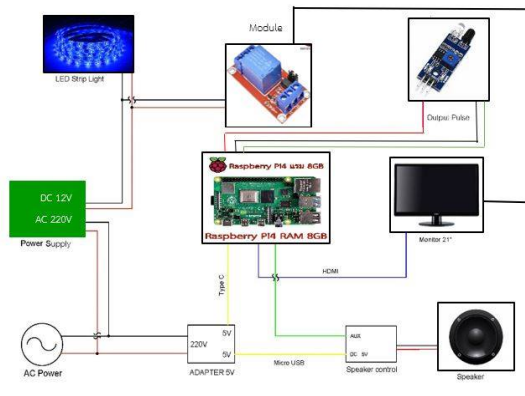 Module
LED Strip Light
Output Pulse
Raspberry Pi4 แรม 8GB
DC 12V
AC 220V
Power Supply
Raspberry Pi4 RAM 8GB
Moniter 21"
HDMI
Type C
5V
220V
5V
ADAPTER 5V
AC Power
Micro USB
AUX
DC 5V
Speaker control
Speaker